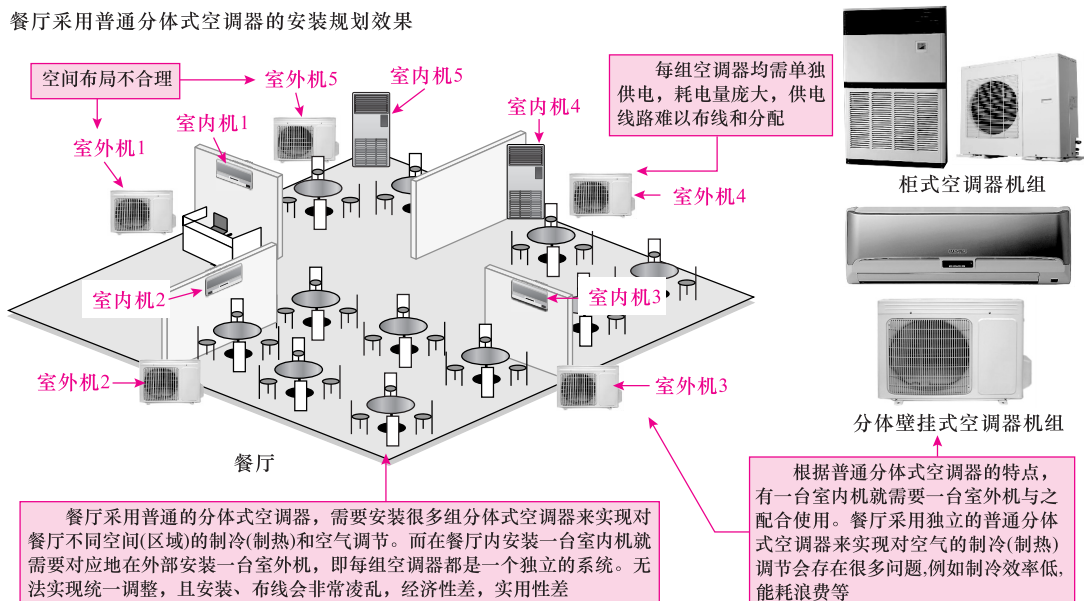 餐厅采用普通分体式空调器的安装规划效果
空间布局不合理
室外机5
室内机5
室内机1
室外机1
室内机4
每组空调器均需单独
供电，耗电量庞大，供电
线路难以布线和分配
室外机4
柜式空调器机组
室内机2
室内机3
室外机2
室外机3
分体壁挂式空调器机组
餐厅
餐厅采用普通的分体式空调器，需要安装很多组分体式空调器来实现对
餐厅不同空间(区域)的制冷(制热)和空气调节。而在餐厅内安装一台室内机就
需要对应地在外部安装一台室外机，即每组空调器都是一个独立的系统。无
法实现统一调整，且安装、布线会非常凌乱，经济性差，实用性差
根据普通分体式空调器的特点，
有一台室内机就需要一台室外机与之
配合使用。餐厅采用独立的普通分体
式空调器来实现对空气的制冷(制热)
调节会存在很多问题,例如制冷效率低,
能耗浪费等